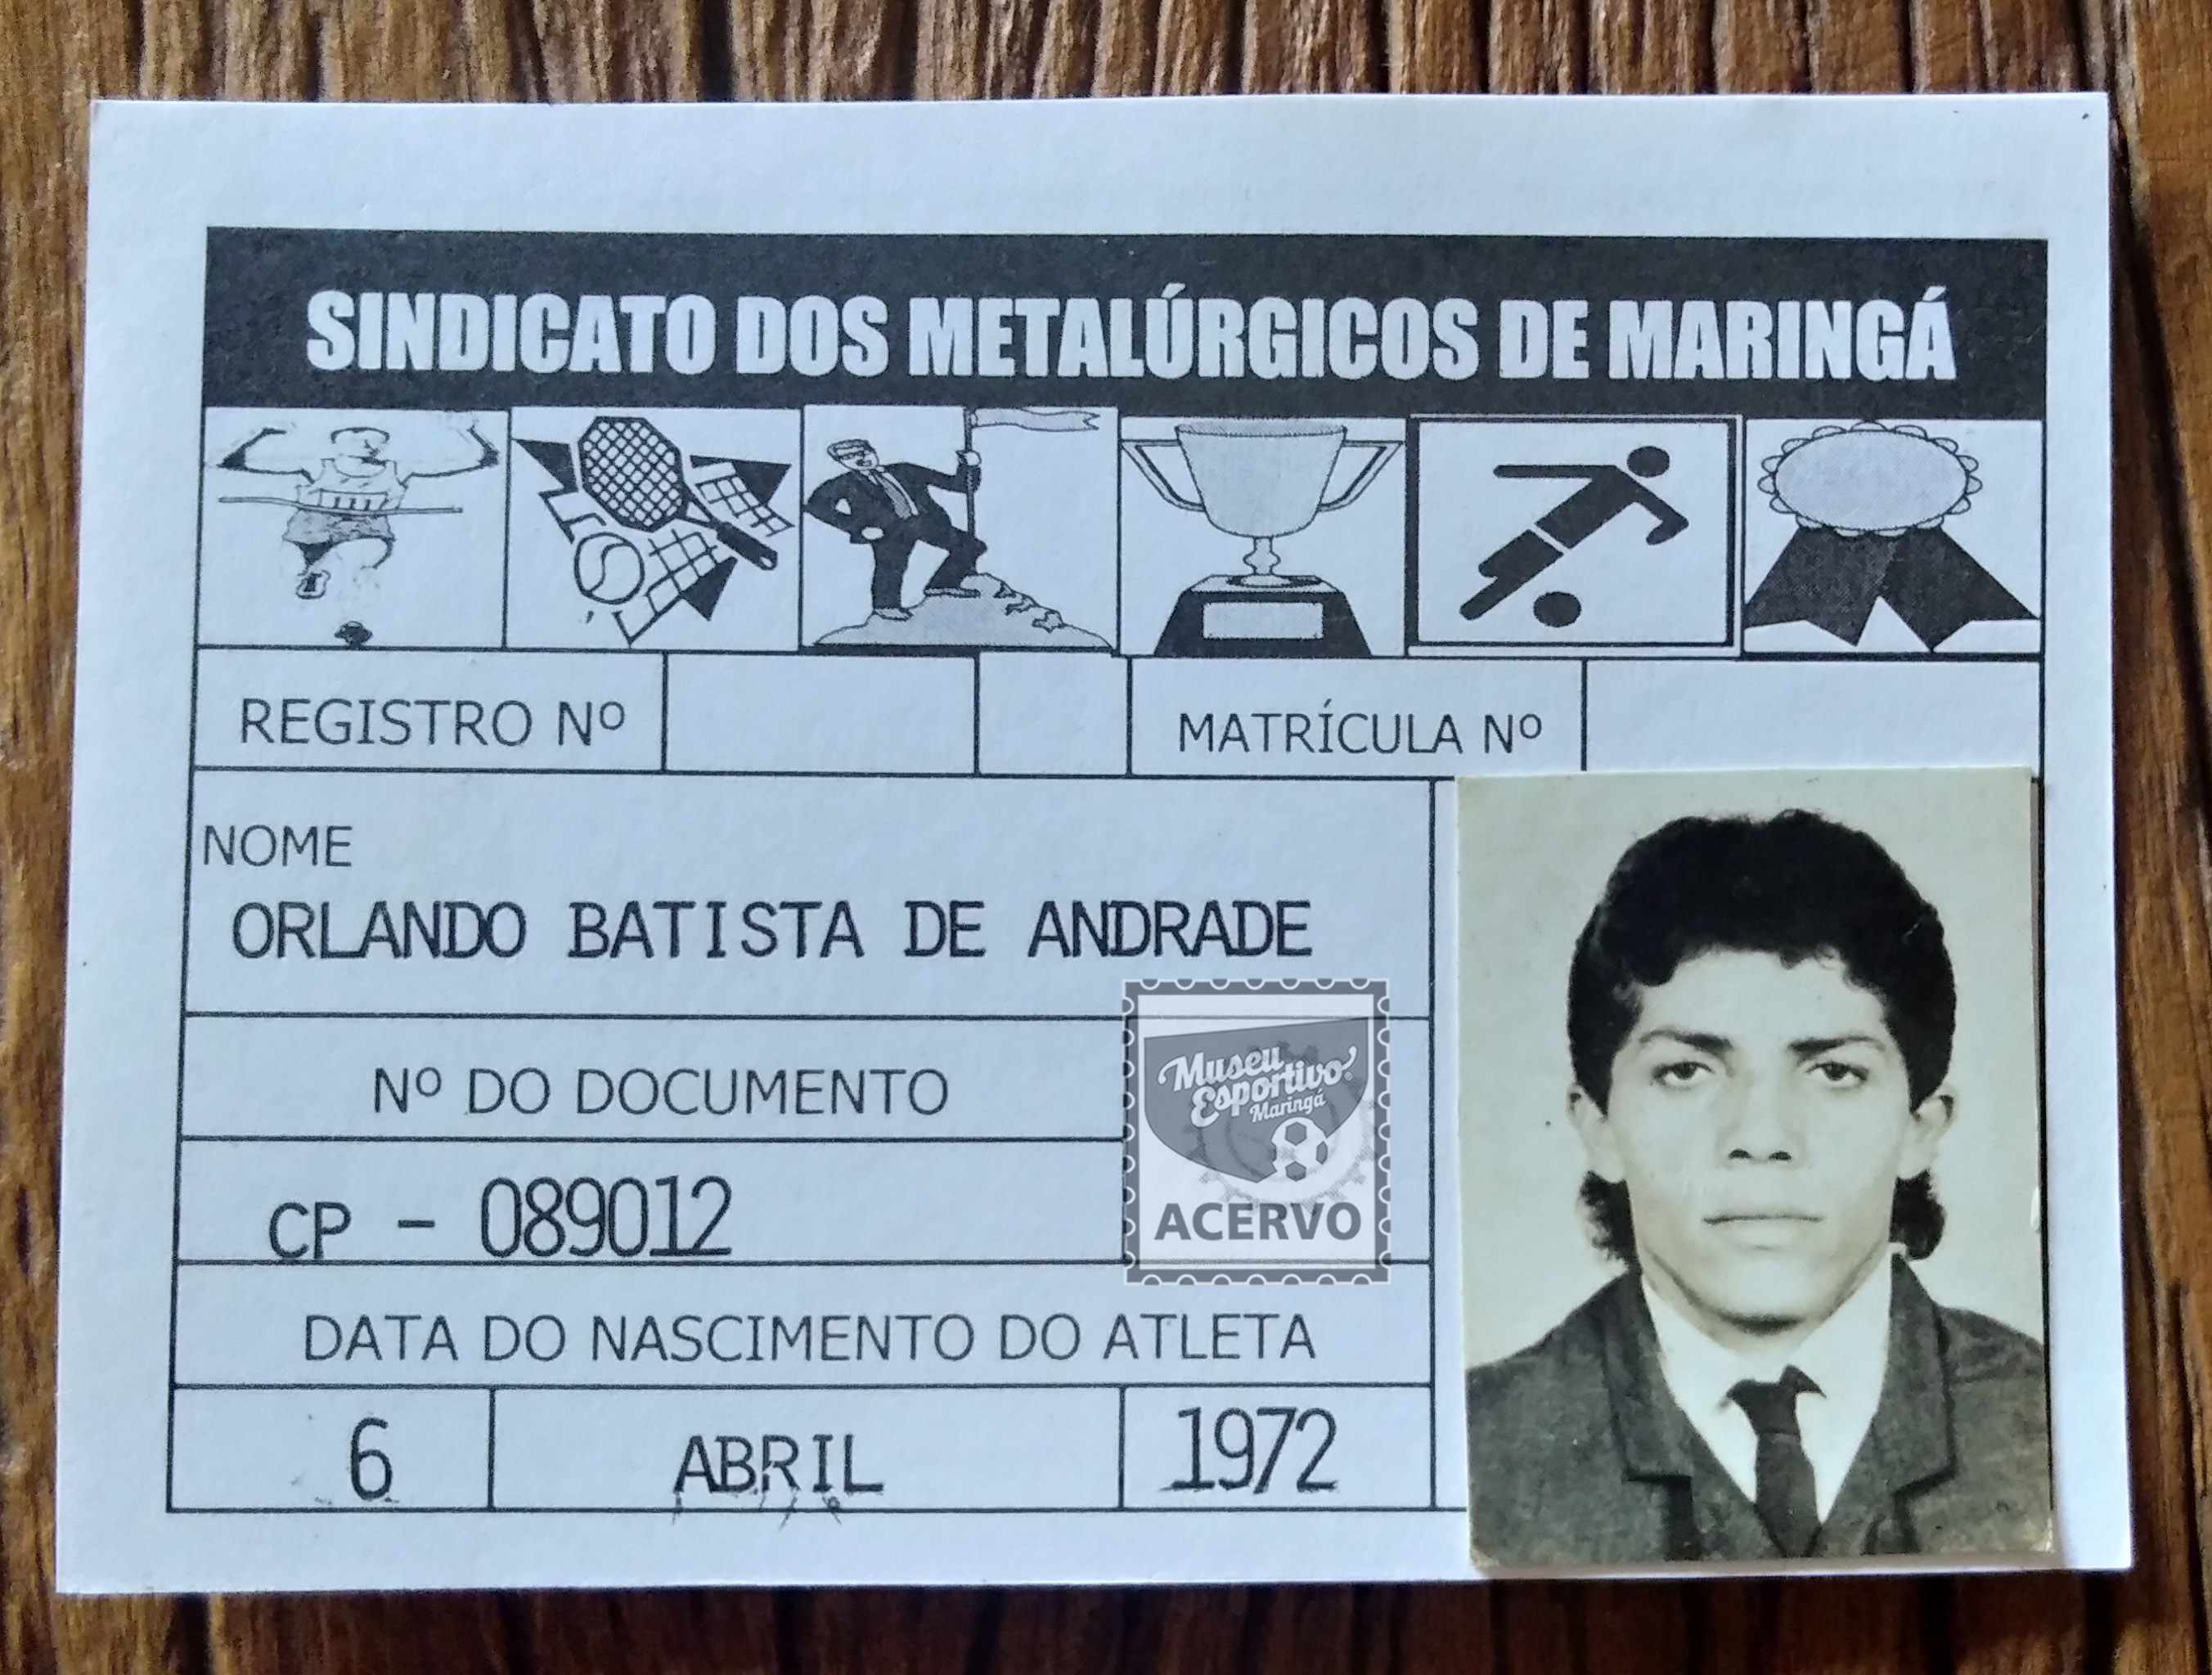 SINDICATO DOS METALÚRGICOS DE MARINGÁ
REGISTRO Nº
MATRÍCULA Nº
NOME
ORLANDO BATISTA DE ANDRADE
Nº DO DOCUMENTO
CP - 089012
Museu
Esportivo
Maringá
ACERVO
DATA DO NASCIMENTO DO ATLETA
6 ABRIL 1972